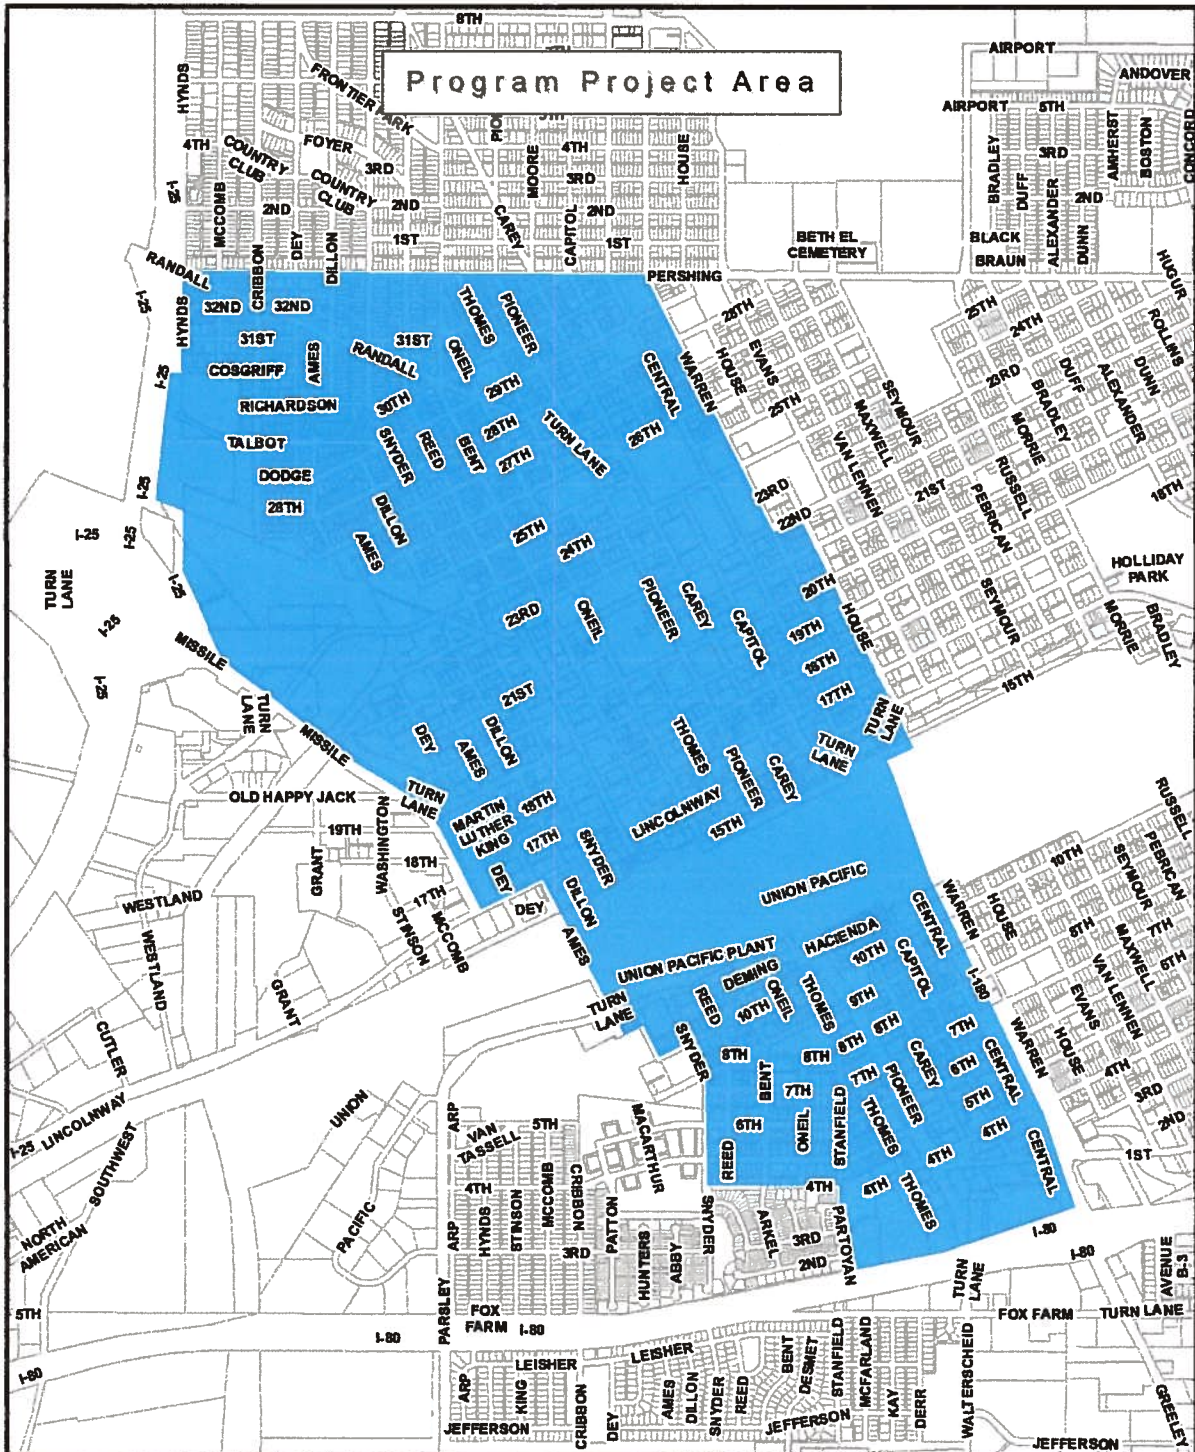 8TH
Program Project Area
AIRPORT
ANDOVER
HYNDS
FRONTIER PARK
AIRPORT
5TH
4TH
COUNTRY CLUB
FOYER
3RD
COUNTRY CLUB
MOORE
4TH
3RD
HOUSE
BRADLEY
DUFF
3RD
ALEXANDER
AMHERST
BOSTON
CONCORD
2ND
I-25
MCCOMB
2ND
DEY
DILLON
2ND
1ST
CAREY
CAPITOL
2ND
1ST
BETHEL CEMETERY
BLACK
BRAUN
DUNN
HUGUR
RANDALL
CRIBBON
PERSHING
I-25
HYNDS
32ND
32ND
THOMES
PIONEER
28TH
25TH
24TH
ROLLINS
31ST
AMES
31ST
RANDALL
ONEIL
CENTRAL
WARREN
HOUSE
EVANS
23RD
DUFF
DUNN
I-25
COSGRIFF
29TH
25TH
SEYMOUR
MAXWELL
BRADLEY
ALEXANDER
RICHARDSON
30TH
28TH
TURN LANE
26TH
MORRIE
TALBOT
SNYDER
REED
BENT
27TH
VAN LENNEN
RUSSELL
DODGE
I-25
28TH
DILLON
23RD
22ND
21ST
PEBRICAN
18TH
I-25
I-25
AMES
25TH
24TH
TURN LANE
I-25
HOLLIDAY PARK
20TH
I-25
23RD
ONEIL
PIONEER
CAREY
CAPITOL
19TH
HOUSE
SEYMOUR
MORRIE
BRADLEY
MISSILE
18TH
I-25
17TH
15TH
TURN LANE
21ST
MISSILE
DEY
AMES
DILLON
THOMES
PIONEER
CAREY
TURN LANE
TURN LANE
OLD HAPPY JACK
TURN LANE
MARTIN LUTHER KING
18TH
LINCOLNWAY
15TH
RUSSELL
19TH
WASHINGTON
17TH
SNYDER
GRANT
18TH
10TH
SEYMOUR
PEBRICAN
DEY
UNION PACIFIC
WESTLAND
17TH
STINSON
MCCOMB
DEY
DILLON
CENTRAL
WARREN
HOUSE
8TH
MAXWELL
7TH
WESTLAND
AMES
UNION PACIFIC PLANT
HACIENDA
10TH
CAPITOL
VAN LENNEN
5TH
GRANT
DEMING
I-180
EVANS
TURN LANE
REED
10TH
ONEIL
THOMES
9TH
CUTLER
SNYDER
8TH
8TH
8TH
8TH
7TH
WARREN
HOUSE
4TH
BENT
7TH
7TH
PIONEER
CAREY
6TH
CENTRAL
3RD
I-25
LINCOLNWAY
UNION
ARP
VAN TASSELL
5TH
MACARTHUR
6TH
ONEIL
STANFIELD
THOMES
5TH
4TH
2ND
SOUTHWEST
REED
4TH
CENTRAL
1ST
4TH
MCCOMB
CRIBBON
4TH
4TH
THOMES
NORTH AMERICAN
PACIFIC
ARP
HYNDS
STINSON
PATTON
SNYDER
ARKEL
PARTOYAN
I-80
3RD
HUNTERS
ABBY
3RD
2ND
I-80
AVENUE B-3
TURN LANE
5TH
PARSLEY
FOX FARM
I-80
FOX FARM
TURN LANE
I-80
I-80
LEISHER
LEISHER
BENT
DESMET
STANFIELD
MCFARLAND
WALTERSCHEID
ARP
KING
CRIBBON
DEY
AMES
DILLON
SNYDER
REED
KAY
DERR
GREELEY
JEFFERSON
JEFFERSON
JEFFERSON